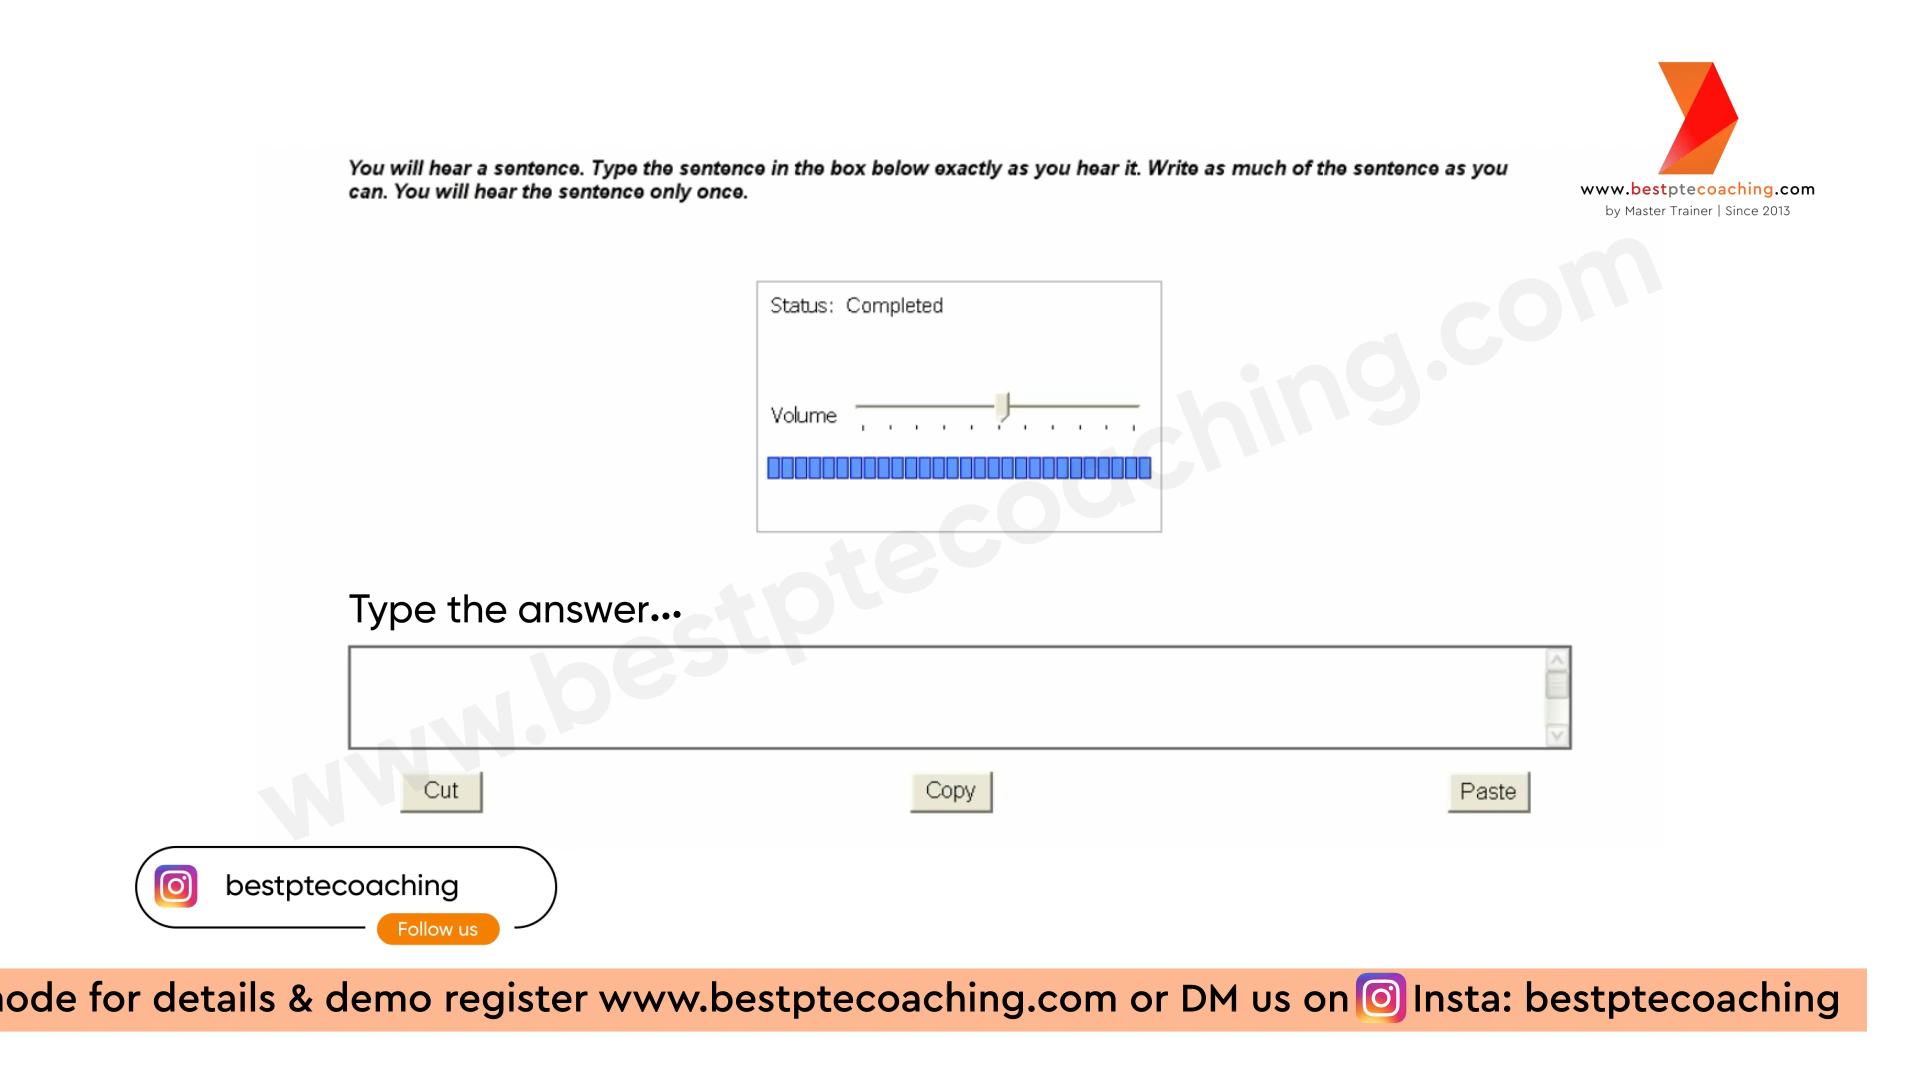 You will hear a sentence. Type the sentence in the box below exactly as you hear it. Write as much of the sentence as you
can. You will hear the sentence only once.
www.bestptecoaching.com
by Master Trainer | Since 2013
Status: Completed
Volume
www.bestptecoaching.com
Type the answer...
Cut
Copy
Paste
bestptecoaching
Follow us
for details & demo register www.bestptecoaching.com or DM us on Insta: bestptecoaching